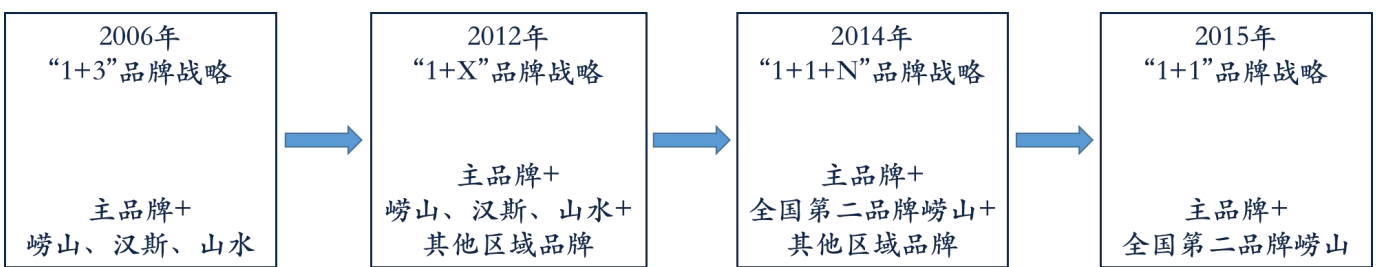 2006年
“1+3”品牌战略
主品牌+
崂山、汉斯、山水
2012年
“1+X”品牌战略
主品牌+
崂山、汉斯、山水+
其他区域品牌
2014年
“1+1+N”品牌战略
主品牌+
全国第二品牌崂山+
其他区域品牌
2015年
“1+1”品牌战略
主品牌+
全国第二品牌崂山